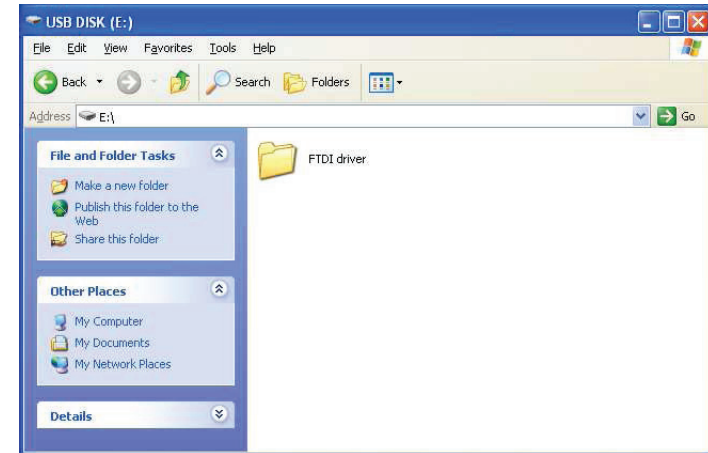 USB DISK (E:)
File Edit View Favorites Tools Help
Back Search Folders
Address E:\ Go
File and Folder Tasks
Make a new folder
Publish this folder to the
Web
Share this folder
Other Places
My Computer
My Documents
My Network Places
Details
FTDI driver